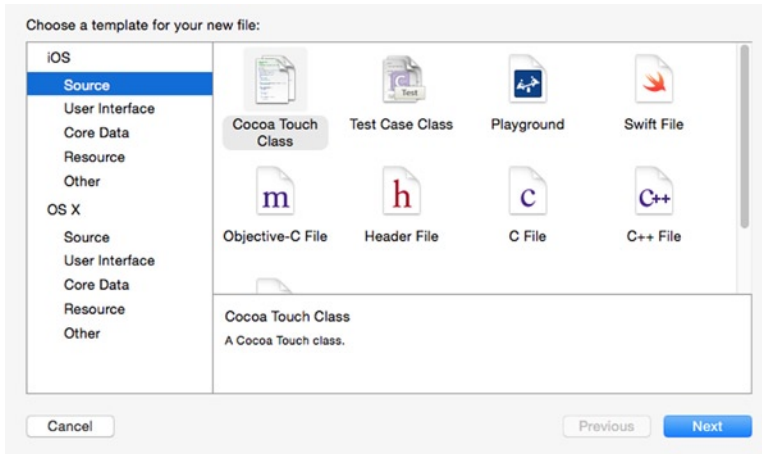 Choose a template for your new file:
iOS
Source
User Interface
Core Data
Resource
Other
OS X
Source
User Interface
Core Data
Resource
Other
Cocoa Touch
Class
Test
Test Case Class
Playground
Swift File
m
Objective-C File
h
Header File
c
C File
C++
C++ File
Cocoa Touch Class
A Cocoa Touch class.
Cancel
Previous
Next